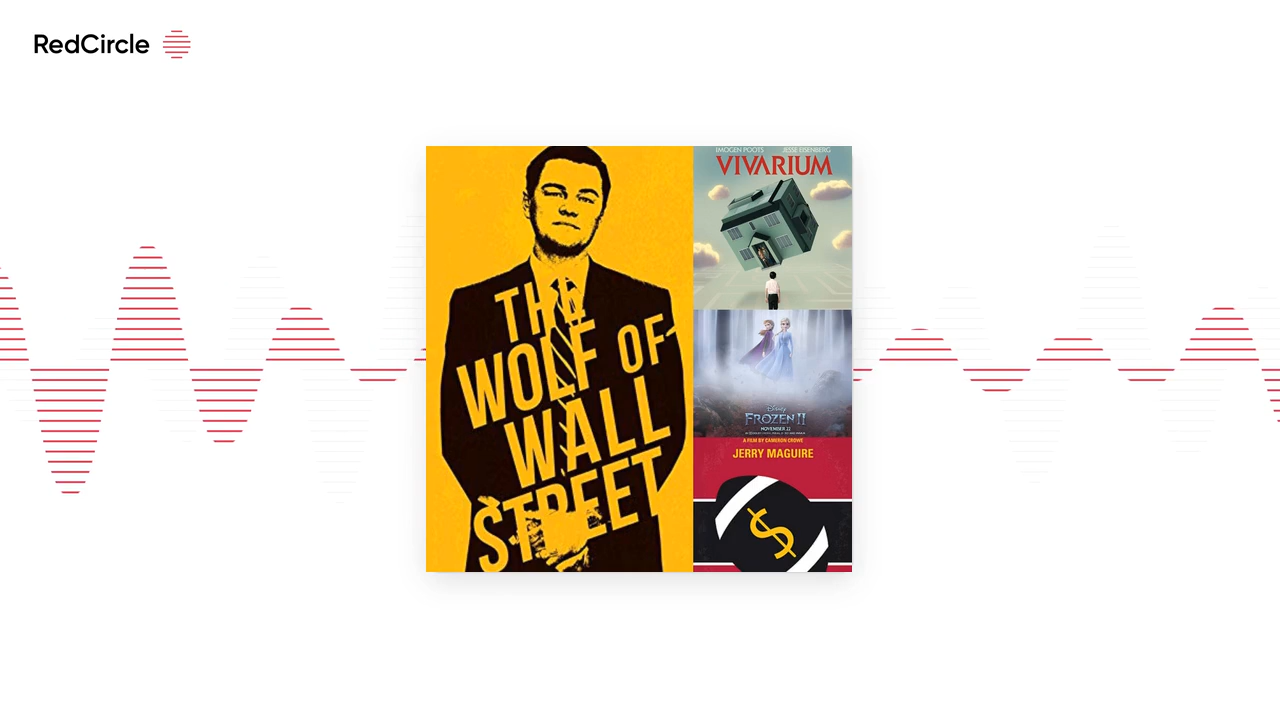 RedCircle
THE
WOLF OF
WALL
STREET
IMOGEN POOTS JESSE EISENBERG
VIVARIUM
Disney
FROZEN II
NOVEMBER 22
A FILM BY CAMERON CROWE
JERRY MAGUIRE
$